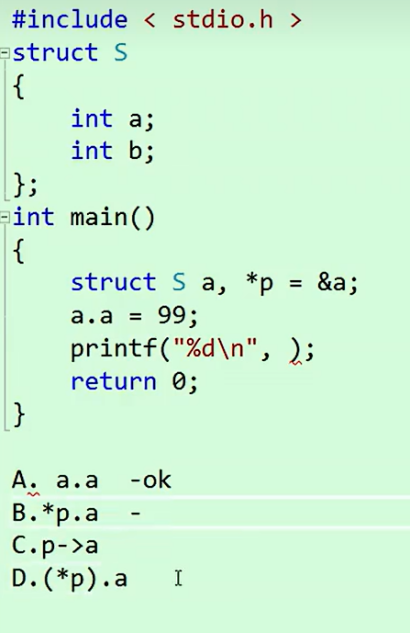 #include < stdio.h >
struct S
{
    int a;
    int b;
};
int main()
{
    struct S a, *p = &a;
    a.a = 99;
    printf("%d\n", );
    return 0;
}
A. a.a  -ok
B.*p.a  -
C.p->a
D.(*p).a